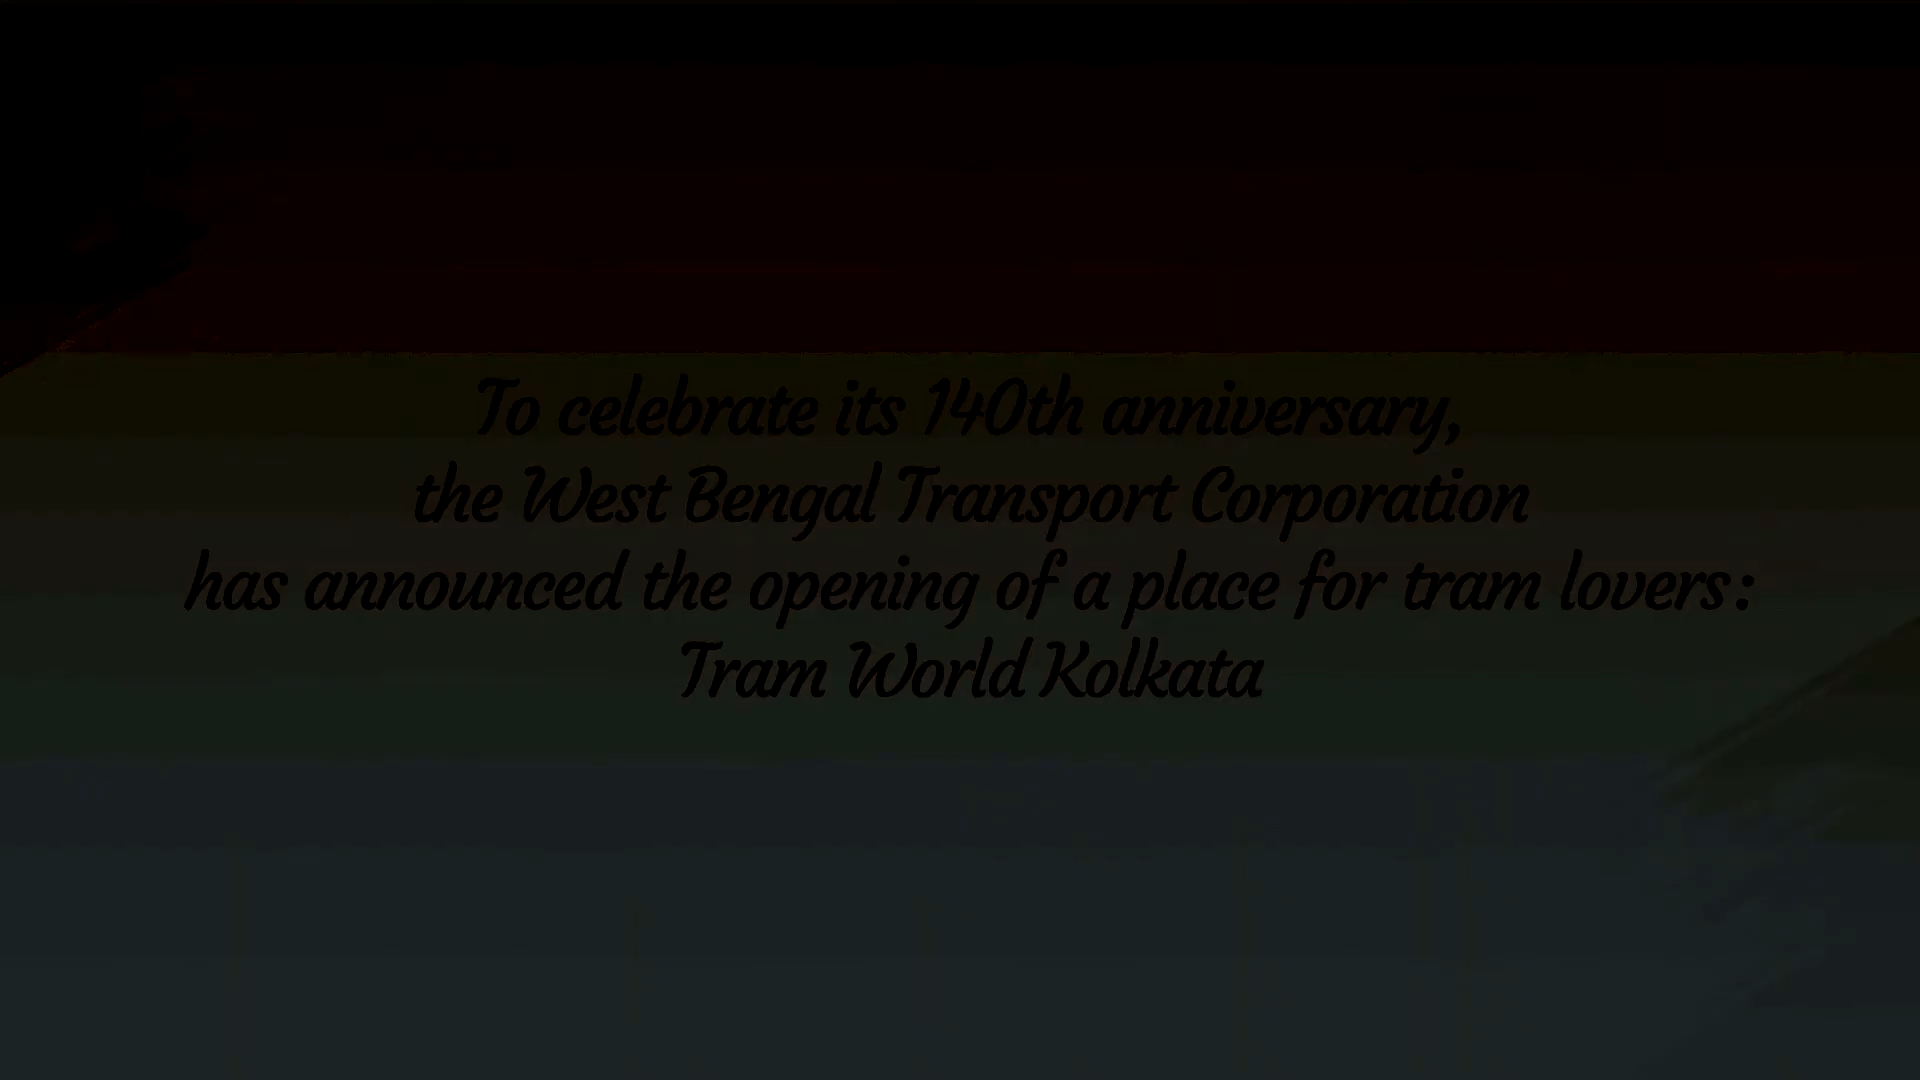 To celebrate its 140th anniversary,
the West Bengal Transport Corporation
has announced the opening of a place for tram lovers:
Tram World Kolkata